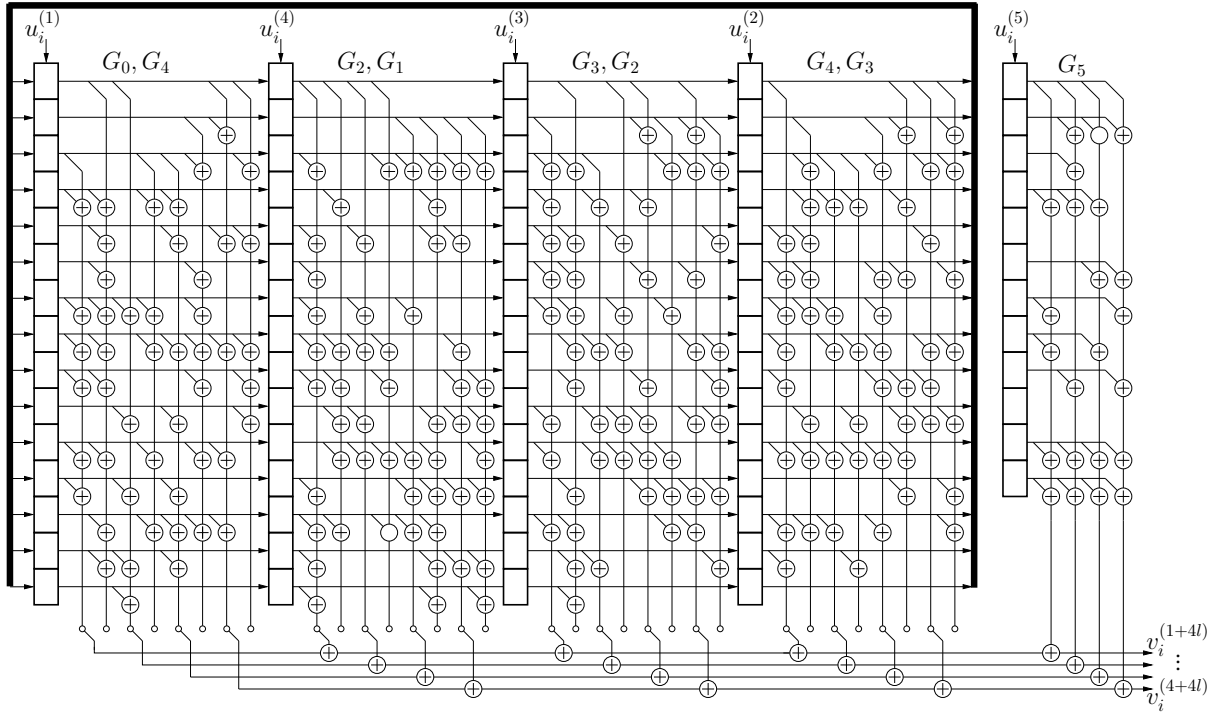 u_i^{(1)} u_i^{(4)} u_i^{(3)} u_i^{(2)} u_i^{(5)}
G_0, G_4 G_2, G_1 G_3, G_2 G_4, G_3 G_5
v_i^{(1+4l)}
⋮
v_i^{(4+4l)}